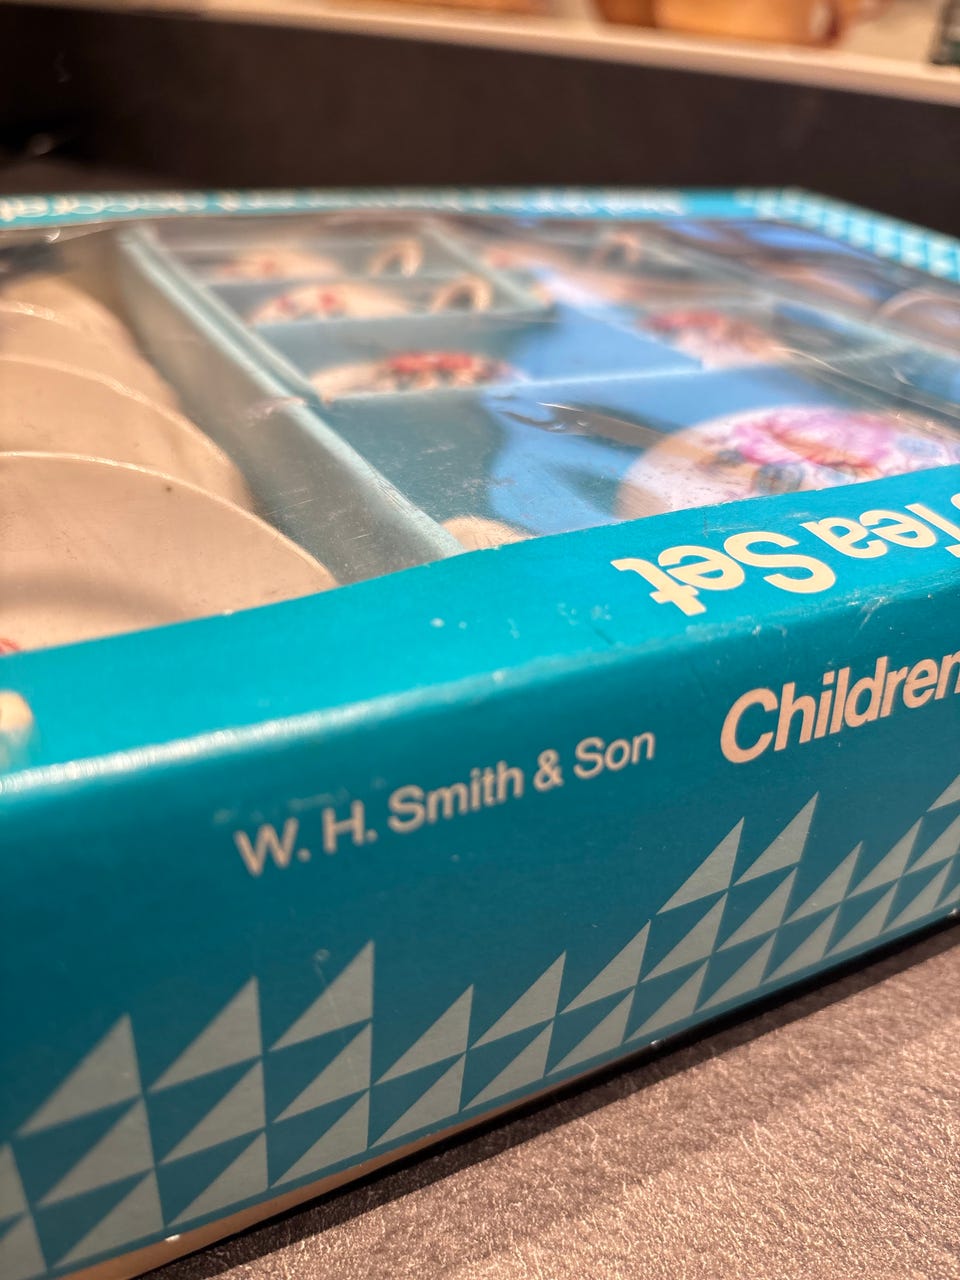 Tea Set
W. H. Smith & Son
Children